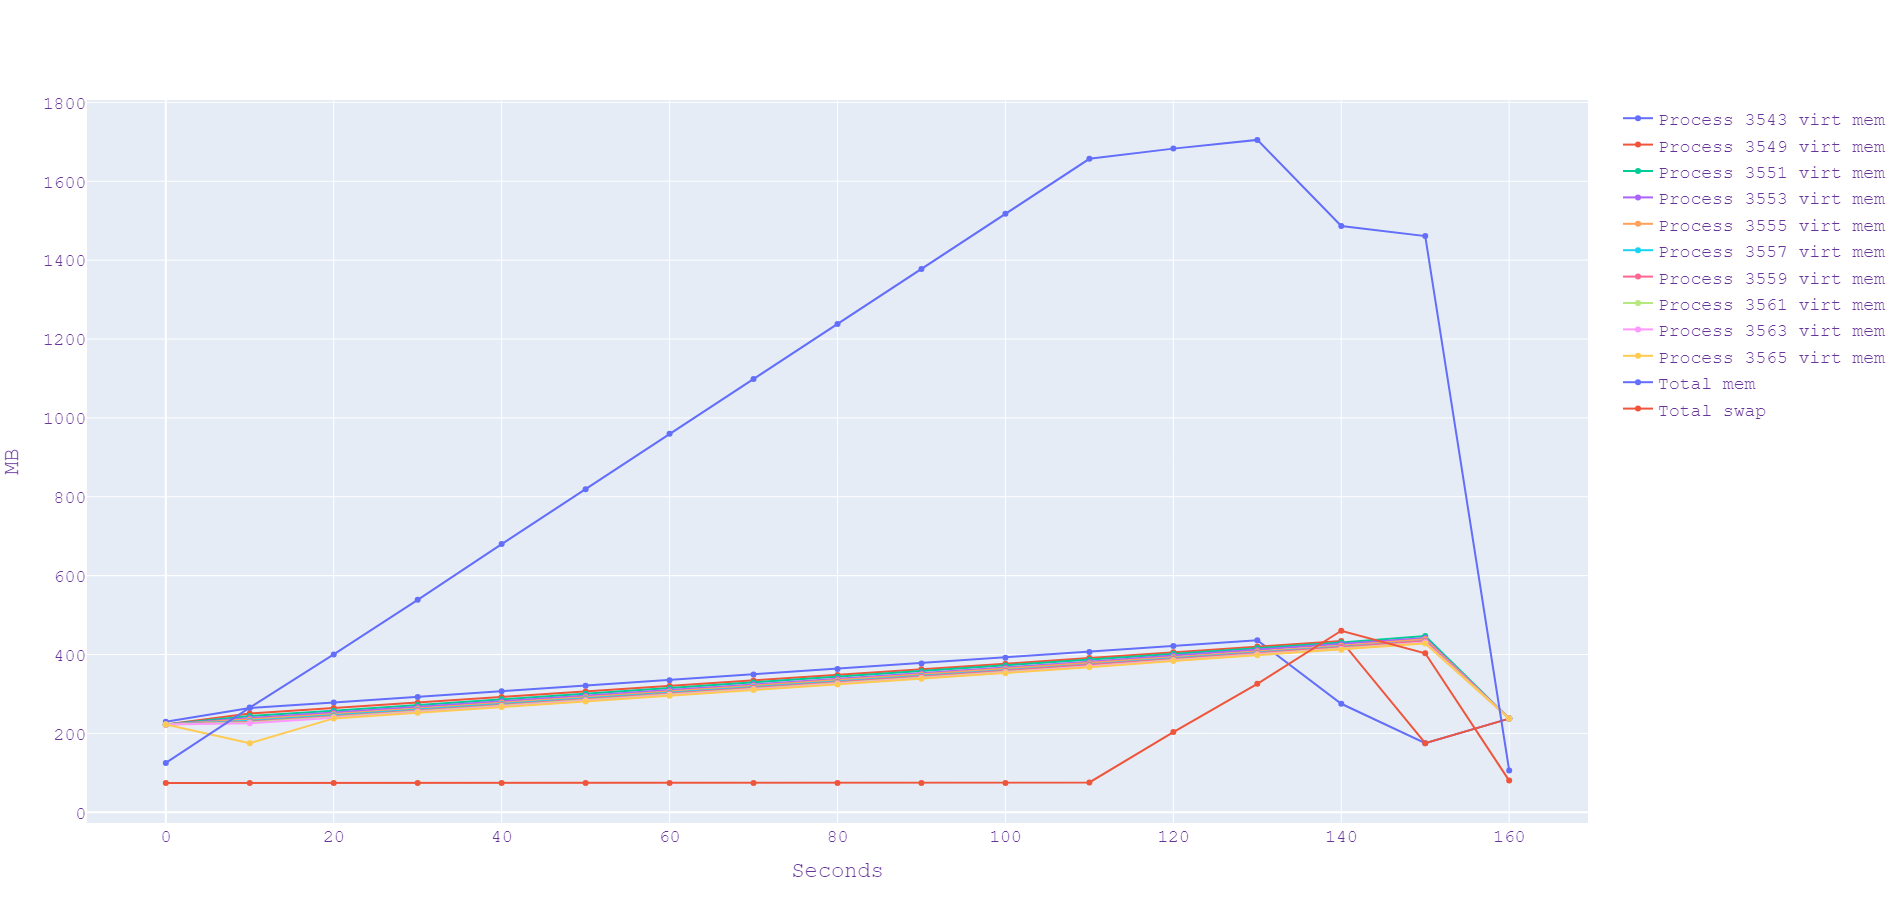 1800
1600
1400
1200
1000
800
600
400
200
0
MB
0 20 40 60 80 100 120 140 160
Seconds
Process 3543 virt mem
Process 3549 virt mem
Process 3551 virt mem
Process 3553 virt mem
Process 3555 virt mem
Process 3557 virt mem
Process 3559 virt mem
Process 3561 virt mem
Process 3563 virt mem
Process 3565 virt mem
Total mem
Total swap